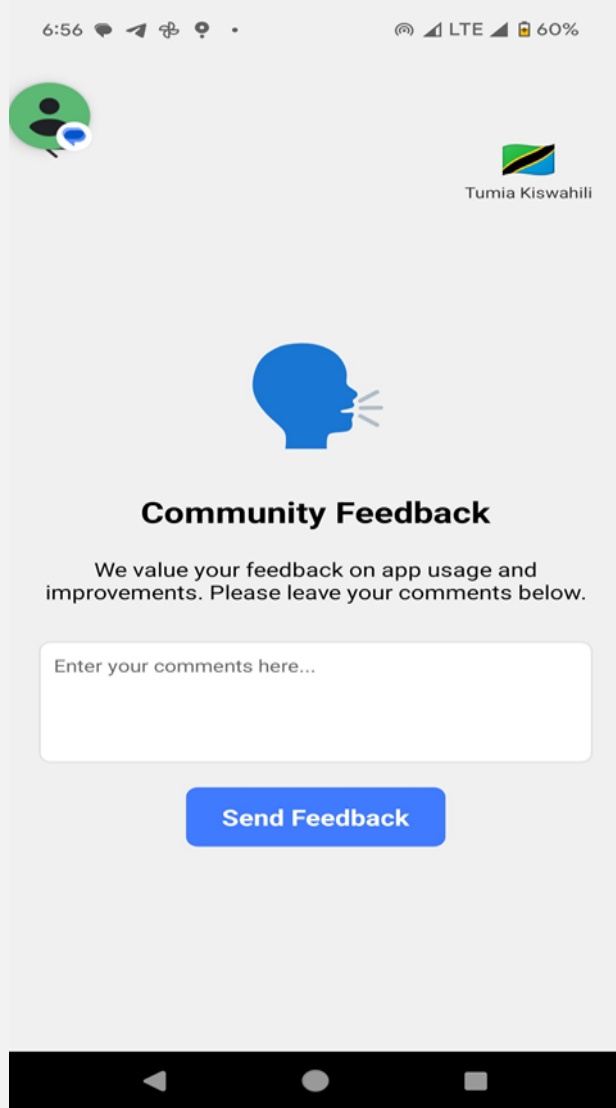 6:56
LTE
60%
Tumia Kiswahili
Community Feedback
We value your feedback on app usage and
improvements. Please leave your comments below.
Enter your comments here...
Send Feedback